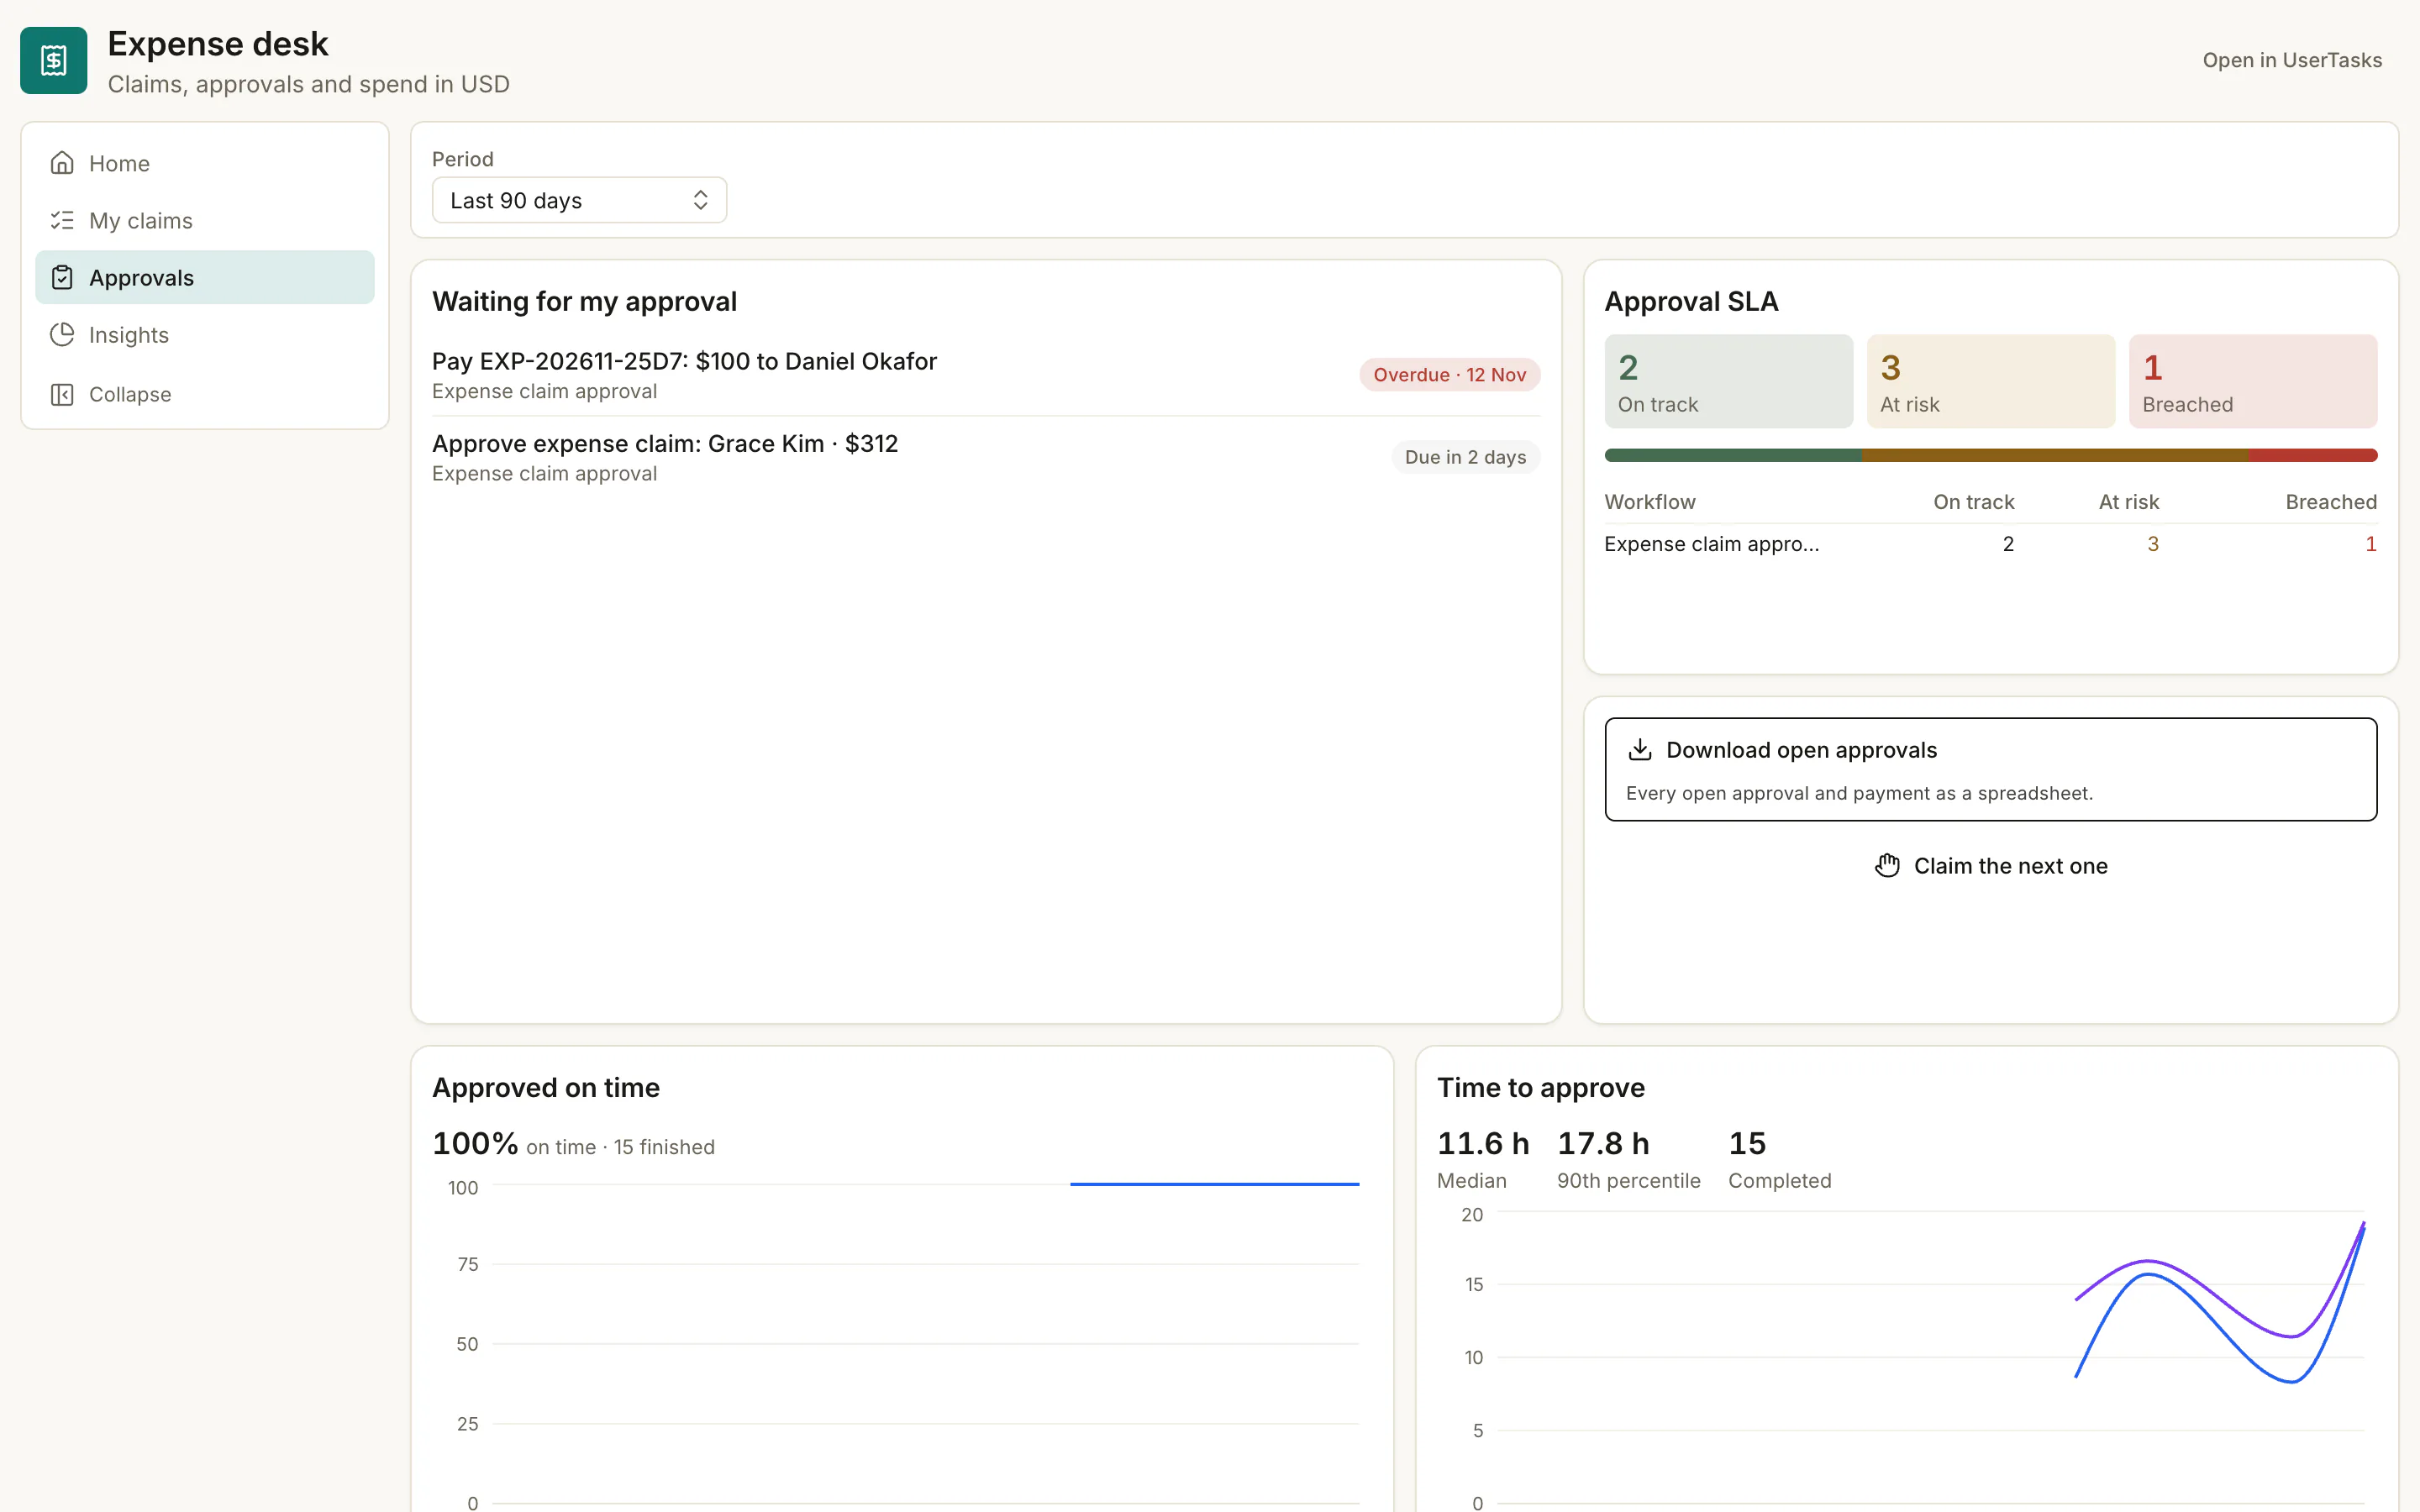 Expense desk
Claims, approvals and spend in USD
Open in UserTasks
Home
My claims
Approvals
Insights
Collapse
Period
Last 90 days
Waiting for my approval
Pay EXP-202611-25D7: $100 to Daniel Okafor
Expense claim approval
Overdue · 12 Nov
Approve expense claim: Grace Kim · $312
Expense claim approval
Due in 2 days
Approval SLA
2
On track
3
At risk
1
Breached
Workflow On track At risk Breached
Expense claim appro... 2 3 1
Download open approvals
Every open approval and payment as a spreadsheet.
Claim the next one
Approved on time
100% on time · 15 finished
100
75
50
25
0
Time to approve
11.6 h 17.8 h 15
Median 90th percentile Completed
20
15
10
5
0